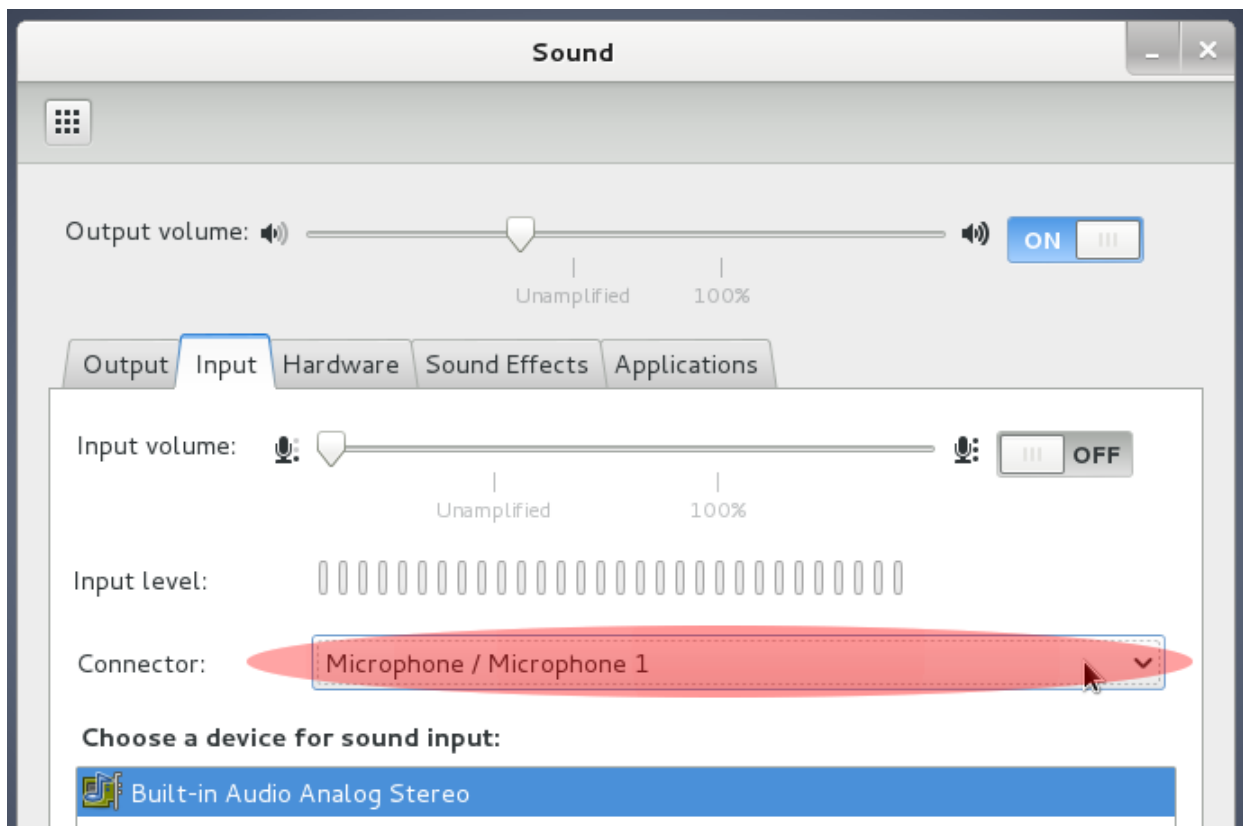 Sound
Output volume: ON
Unamplified 100%
Output Input Hardware Sound Effects Applications
Input volume: OFF
Unamplified 100%
Input level:
Connector: Microphone / Microphone 1
Choose a device for sound input:
Built-in Audio Analog Stereo